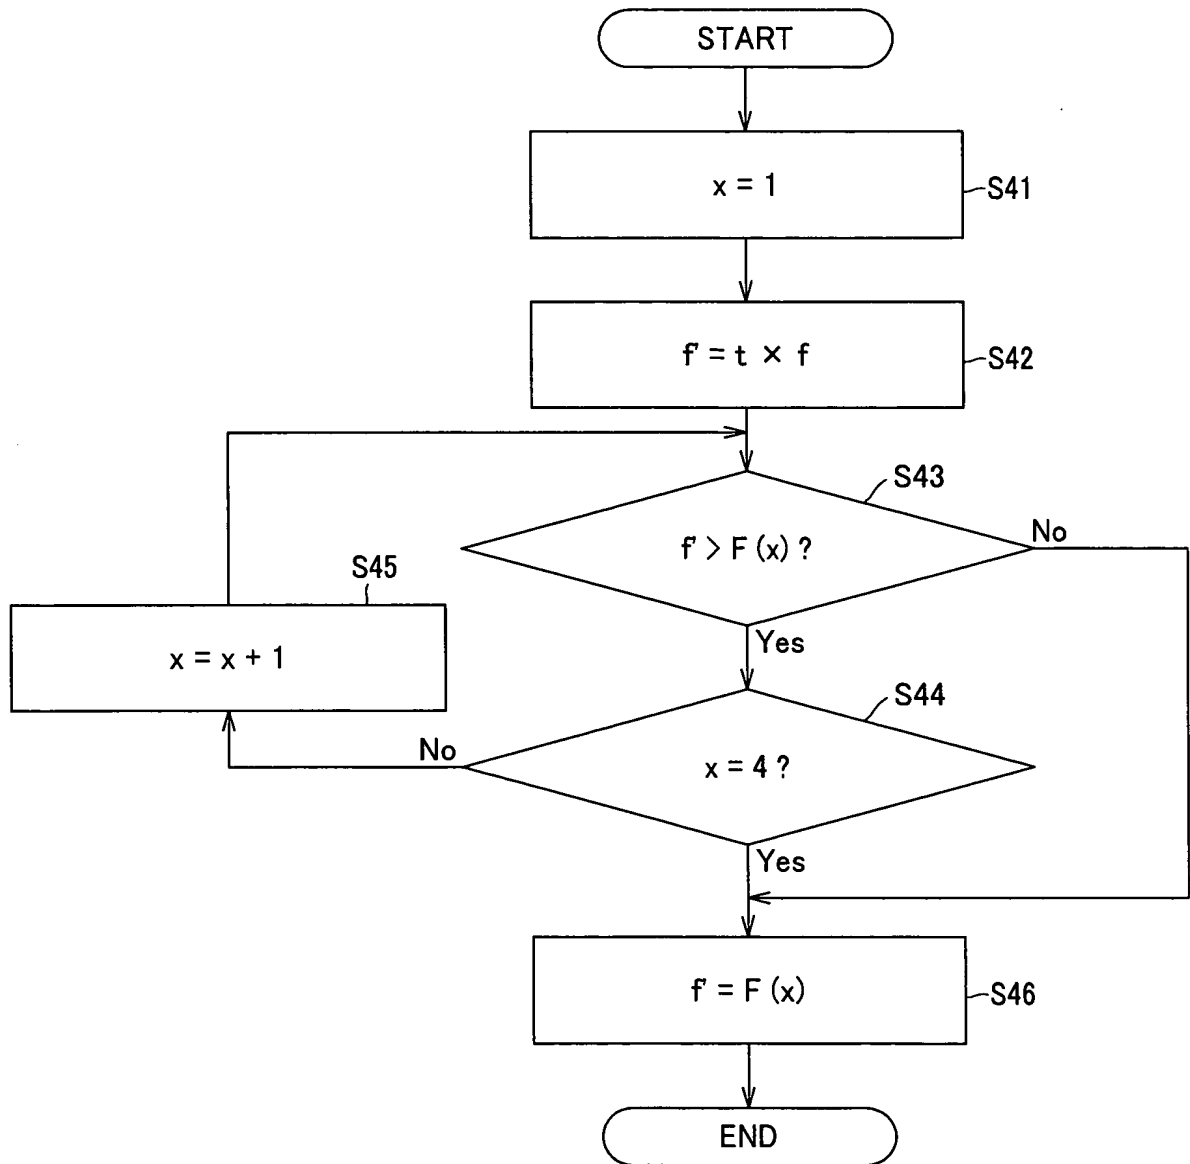 START
x = 1
S41
f' = t × f
S42
S43
f' > F (x) ?
No
S45
x = x + 1
Yes
S44
No
x = 4 ?
Yes
f' = F (x)
S46
END